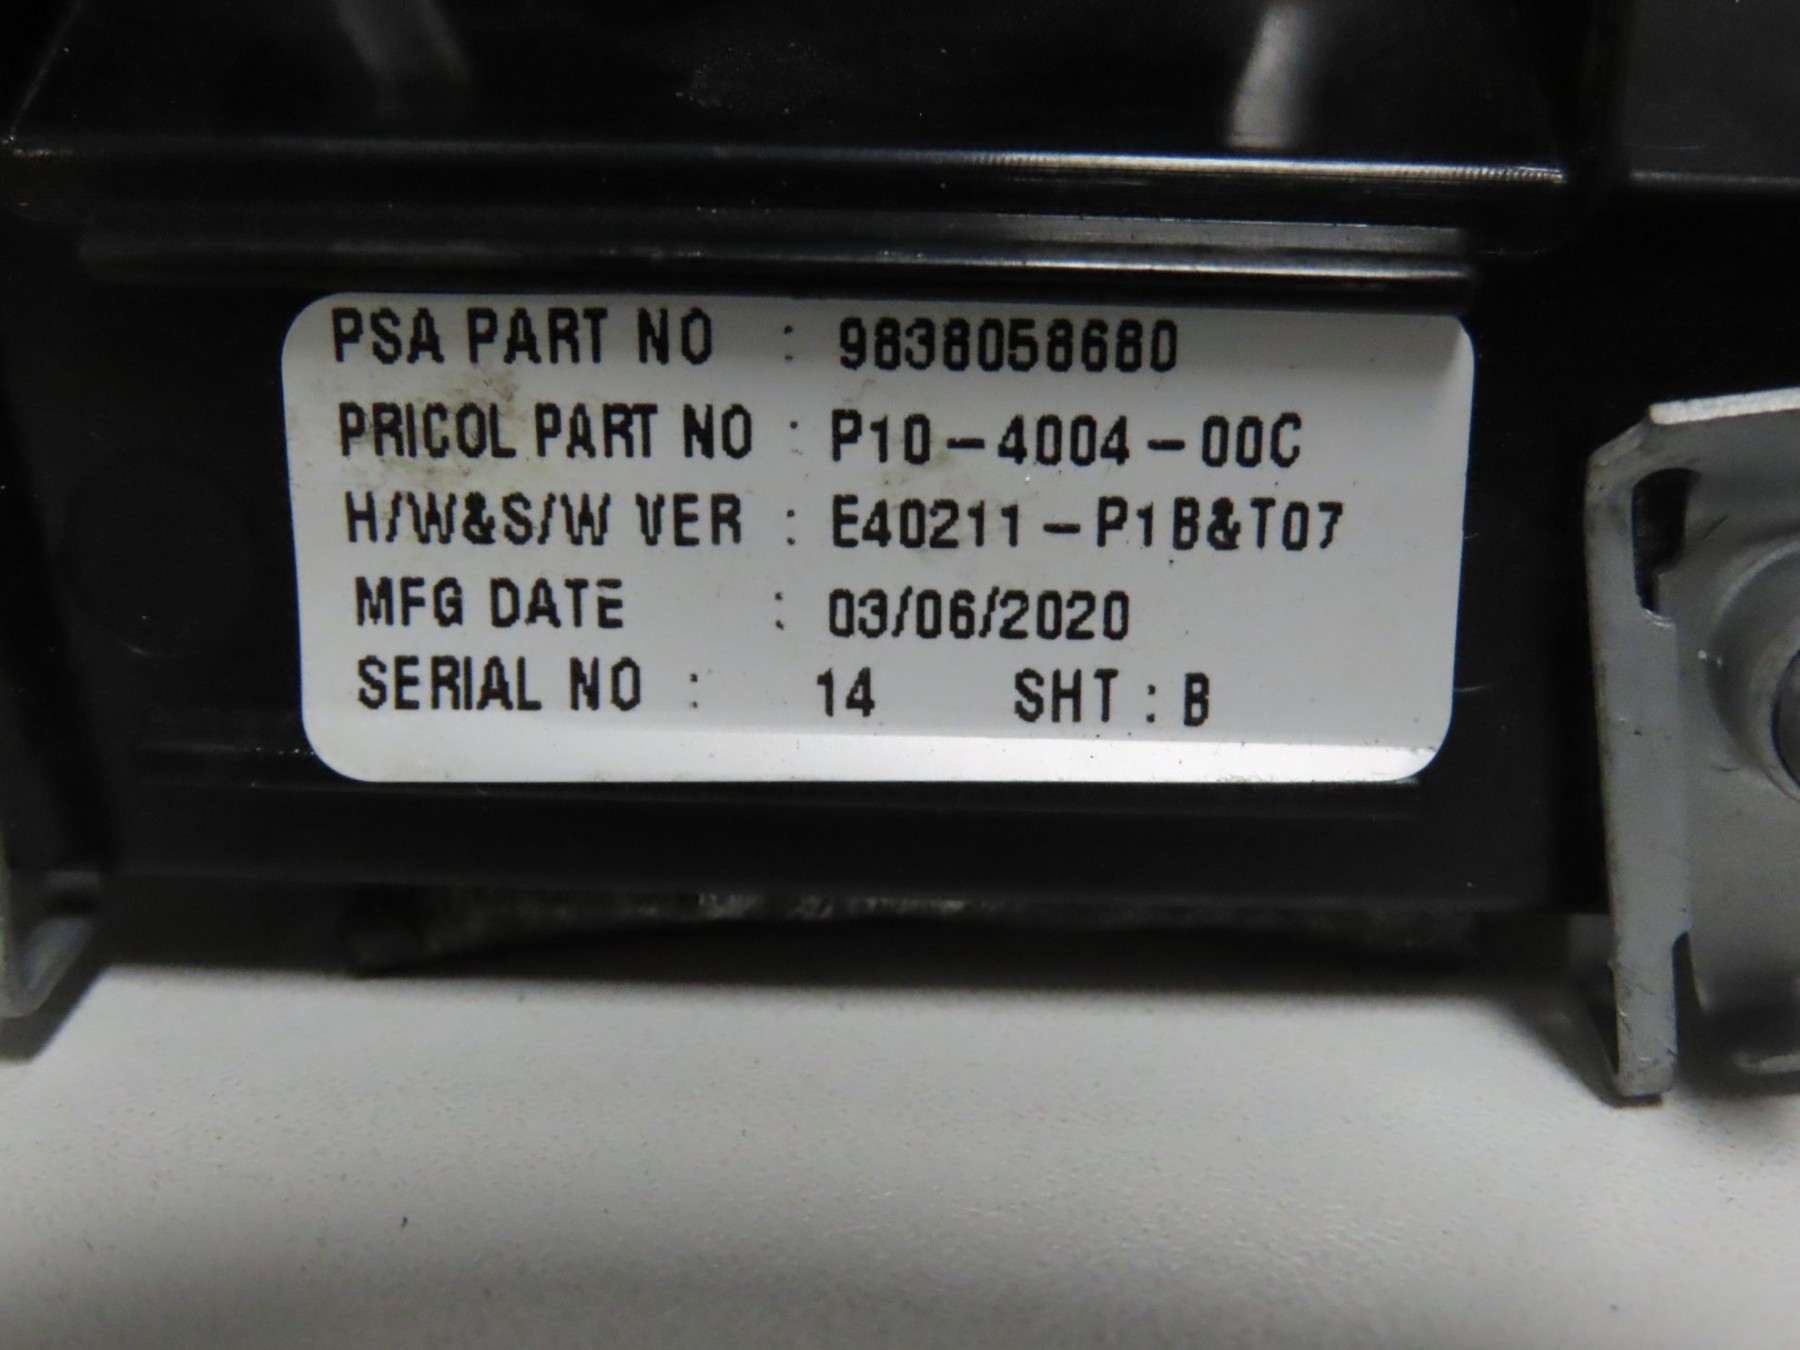 PSA PART NO : 9838058680
PRICOL PART NO : P10-4004-00C
H/W&S/W VER : E40211-P1B&T07
MFG DATE : 03/06/2020
SERIAL NO : 14 SHT : B